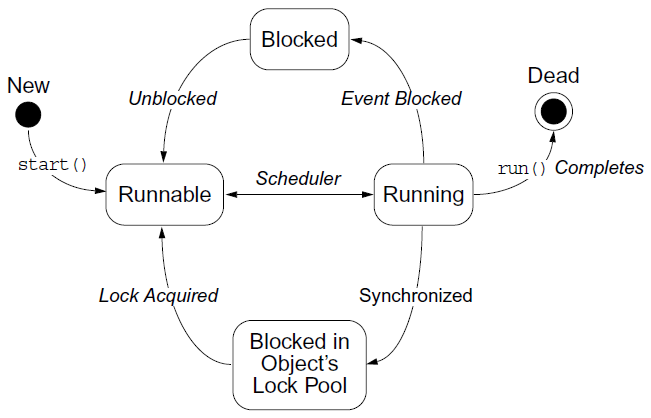 Blocked
New
Dead
Unblocked
Event Blocked
start()
run() Completes
Scheduler
Runnable
Running
Lock Acquired
Synchronized
Blocked in
Object's
Lock Pool